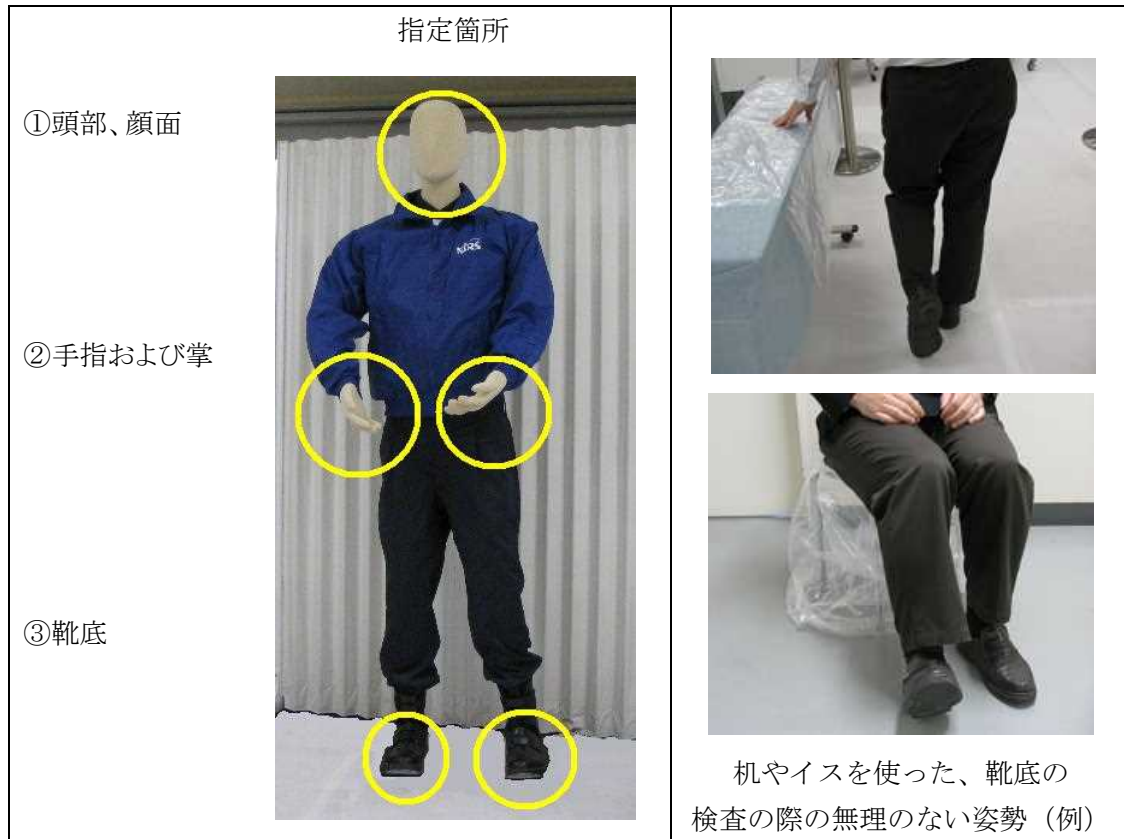 指定箇所
①頭部、顔面
NIRS
②手指および掌
③靴底
机やイスを使った、靴底の
検査の際の無理のない姿勢（例）